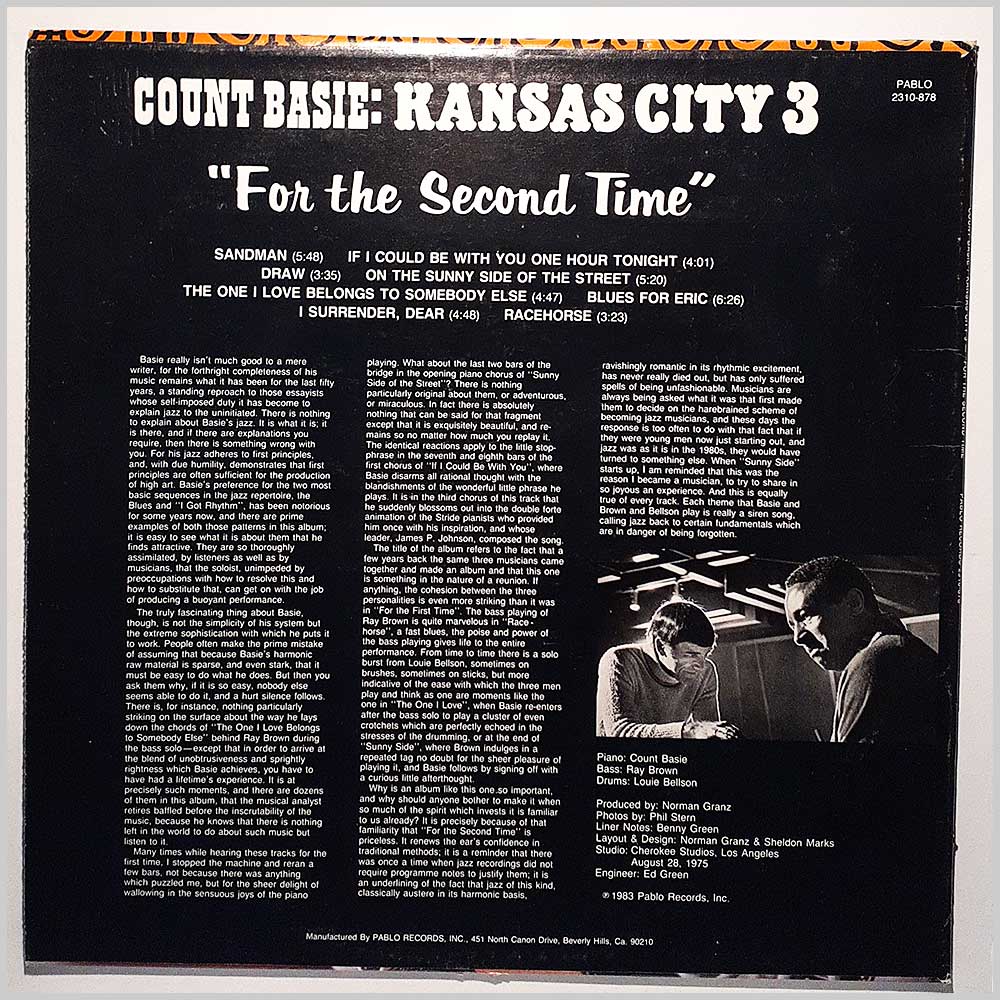 COUNT BASIE: KANSAS CITY 3
PABLO
2310-878
"For the Second Time"
SANDMAN (5:48) IF I COULD BE WITH YOU ONE HOUR TONIGHT (4:01)
DRAW (3:35) ON THE SUNNY SIDE OF THE STREET (5:20)
THE ONE I LOVE BELONGS TO SOMEBODY ELSE (4:47) BLUES FOR ERIC (6:26)
I SURRENDER, DEAR (4:48) RACEHORSE (3:23)
Basie really isn't much good to a mere
writer, for the forthright completeness of his
music remains what it has been for the last fifty
years, a standing reproach to those essayists
whose self-imposed duty it has become to
explain jazz to the uninitiated. There is nothing
to explain about Basie's jazz. It is what it is; it
is there, and if there are explanations you
require, then there is something wrong with
you. For his jazz adheres to first principles,
and, with due humility, demonstrates that first
principles are often sufficient for the production
of high art. Basie's preference for the two most
basic sequences in the jazz repertoire, the
Blues and "I Got Rhythm", has been notorious
for some years now, and there are prime
examples of both those patterns in this album;
it is easy to see what it is about them that he
finds attractive. They are so thoroughly
assimilated, by listeners as well as by
musicians, that the soloist, unimpeded by
preoccupations with how to resolve this and
how to substitute that, can get on with the job
of producing a buoyant performance.
The truly fascinating thing about Basie,
though, is not the simplicity of his system but
the extreme sophistication with which he puts it
to work. People often make the prime mistake
of assuming that because Basie's harmonic
raw material is sparse, and even stark, that it
must be easy to do what he does. But then you
ask them why, if it is so easy, nobody else
seems able to do it, and a hurt silence follows.
There is, for instance, nothing particularly
striking on the surface about the way he lays
down the chords of "The One I Love Belongs
to Somebody Else" behind Ray Brown during
the bass solo—except that in order to arrive at
the blend of unobtrusiveness and sprightly
rightness which Basie achieves, you have to
have had a lifetime's experience. It is at
precisely such moments, and there are dozens
of them in this album, that the musical analyst
retires baffled before the inscrutability of the
music, because he knows that there is nothing
left in the world to do about such music but
listen to it.
Many times while hearing these tracks for the
first time, I stopped the machine and reran a
few bars, not because there was anything
which puzzled me, but for the sheer delight of
wallowing in the sensuous joys of the piano
playing. What about the last two bars of the
bridge in the opening piano chorus of "Sunny
Side of the Street"? There is nothing
particularly original about them, or adventurous,
or miraculous. In fact there is absolutely
nothing that can be said for that fragment
except that it is exquisitely beautiful, and re-
mains so no matter how much you replay it.
The identical reactions apply to the little stop-
phrase in the seventh and eighth bars of the
first chorus of "If I Could Be With You", where
Basie disarms all rational thought with the
blandishments of the wonderful little phrase he
plays. It is in the third chorus of this track that
he suddenly blossoms out into the double forte
animation of the Stride pianists who provided
him once with his inspiration, and whose
leader, James P. Johnson, composed the song.
The title of the album refers to the fact that a
few years back the same three musicians came
together and made an album and that this one
is something in the nature of a reunion. If
anything, the cohesion between the three
personalities is even more striking than it was
in "For the First Time". The bass playing of
Ray Brown is quite marvelous in "Race-
horse", a fast blues, the poise and power of
the bass playing gives life to the entire
performance. From time to time there is a solo
burst from Louie Bellson, sometimes on
brushes, sometimes on sticks, but more
indicative of the ease with which the three men
play and think as one are moments like the
one in "The One I Love", when Basie re-enters
after the bass solo to play a cluster of even
crotchets which are perfectly echoed in the
stresses of the drumming, or at the end of
"Sunny Side", where Brown indulges in a
repeated tag no doubt for the sheer pleasure of
playing it, and Basie follows by signing off with
a curious little afterthought.
Why is an album like this one so important,
and why should anyone bother to make it when
so much of the spirit which invests it is familiar
to us already? It is precisely because of that
familiarity that "For the Second Time" is
priceless. It renews the ear's confidence in
traditional methods; it is a reminder that there
was once a time when jazz recordings did not
require programme notes to justify them; it is
an underlining of the fact that jazz of this kind,
classically austere in its harmonic basis,
ravishingly romantic in its rhythmic excitement,
has never really died out, but has only suffered
spells of being unfashionable. Musicians are
always being asked what it was that first made
them to decide on the harebrained scheme of
becoming jazz musicians, and these days the
response is too often to do with that fact that if
they were young men now just starting out, and
jazz was as it is in the 1980s, they would have
turned to something else. When "Sunny Side"
starts up, I am reminded that this was the
reason I became a musician, to try to share in
so joyous an experience. And this is equally
true of every track. Each theme that Basie and
Brown and Bellson play is really a siren song,
calling jazz back to certain fundamentals which
are in danger of being forgotten.
Piano: Count Basie
Bass: Ray Brown
Drums: Louie Bellson
Produced by: Norman Granz
Photos by: Phil Stern
Liner Notes: Benny Green
Layout & Design: Norman Granz & Sheldon Marks
Studio: Cherokee Studios, Los Angeles
August 28, 1975
Engineer: Ed Green
℗ 1983 Pablo Records, Inc.
Manufactured By PABLO RECORDS, INC., 451 North Canon Drive, Beverly Hills, Ca. 90210